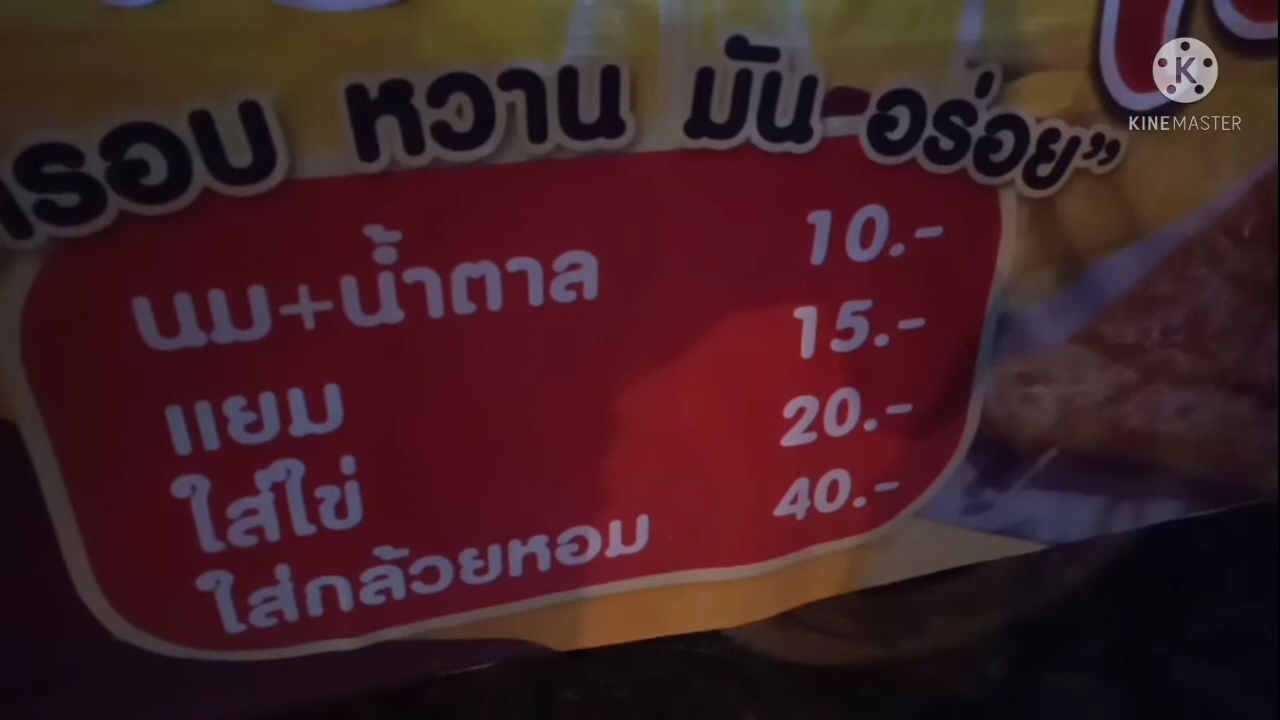 กรอบ หวาน มัน อร่อย”
นม+น้ำตาล 10.-
แยม 15.-
ใส่ไข่ 20.-
ใส่กล้วยหอม 40.-
KINEMASTER